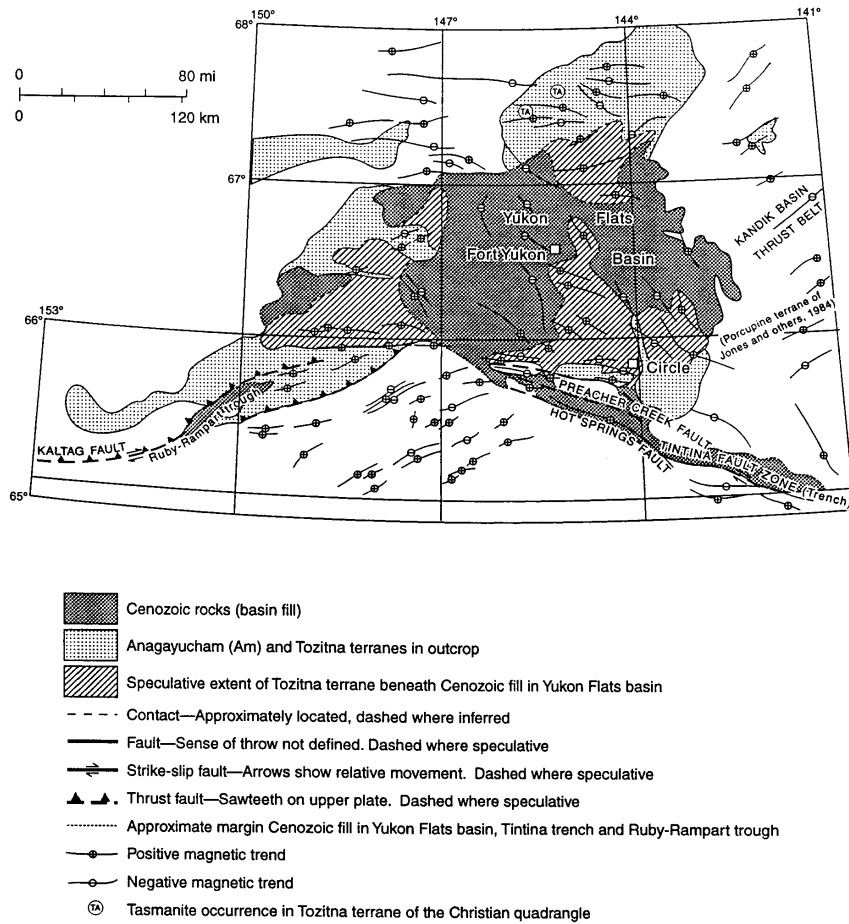 150°
147°
144°
141°
68°
0 80 mi
0 120 km
TA
TA
67°
Yukon Flats
Fort Yukon
Basin
KANDIK BASIN
THRUST BELT
153°
66°
(Porcupine terrane of
Jones and others, 1984)
Circle
Ruby-Rampart trough
PREACHER CREEK FAULT
HOT SPRINGS FAULT
KALTAG FAULT
TINTINA FAULT ZONE (Trench)
65°
Cenozoic rocks (basin fill)
Anagayucham (Am) and Tozitna terranes in outcrop
Speculative extent of Tozitna terrane beneath Cenozoic fill in Yukon Flats basin
Contact—Approximately located, dashed where inferred
Fault—Sense of throw not defined. Dashed where speculative
Strike-slip fault—Arrows show relative movement. Dashed where speculative
Thrust fault—Sawteeth on upper plate. Dashed where speculative
Approximate margin Cenozoic fill in Yukon Flats basin, Tintina trench and Ruby-Rampart trough
Positive magnetic trend
Negative magnetic trend
TA Tasmanite occurrence in Tozitna terrane of the Christian quadrangle